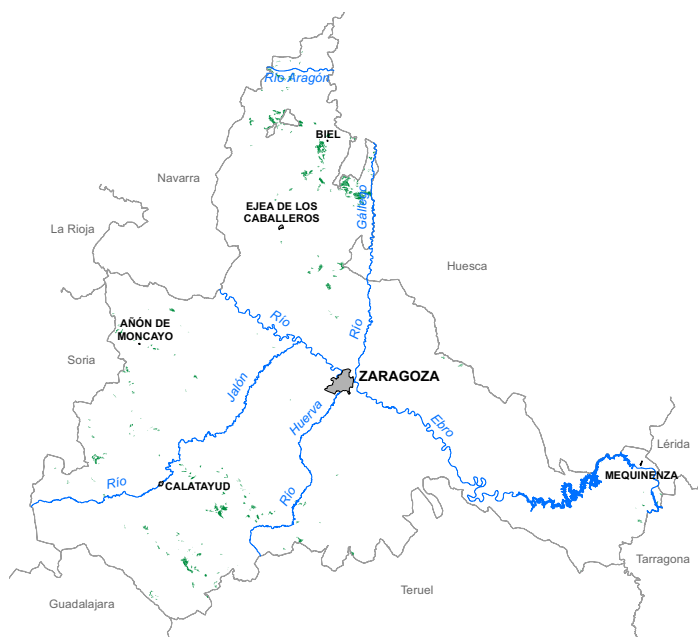 Río Aragón
BIEL
Navarra
EJEA DE LOS
CABALLEROS
Gállego
La Rioja
Huesca
Río
Río
AÑÓN DE
MONCAYO
Soria
ZARAGOZA
Jalón
Huerva
Ebro
Lérida
MEQUINENZA
Río
CALATAYUD
Río
Tarragona
Teruel
Guadalajara